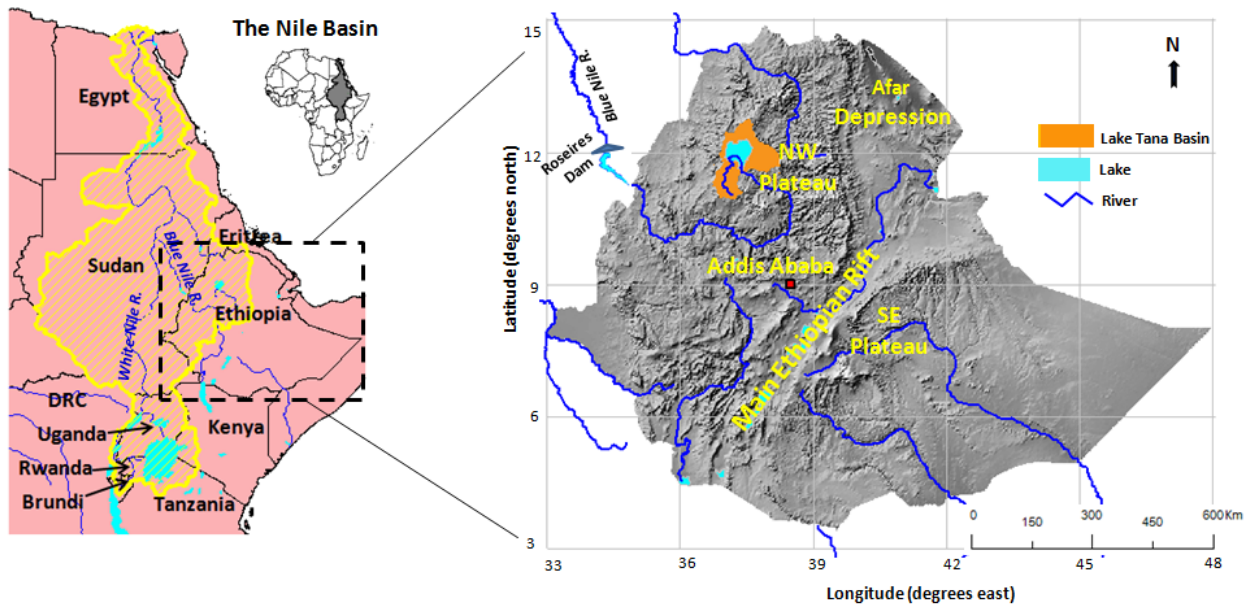 The Nile Basin
Egypt
Eritrea
Sudan
Blue Nile R.
Ethiopia
White Nile R.
DRC
Uganda
Kenya
Rwanda
Brundi
Tanzania
15
12
9
6
3
Latitude (degrees north)
Blue Nile R.
Roseires
Dam
Afar
Depression
NW
Plateau
Addis Ababa
Main Ethiopian Rift
SE
Plateau
N
Lake Tana Basin
Lake
River
0 150 300 450 600 Km
33 36 39 42 45 48
Longitude (degrees east)